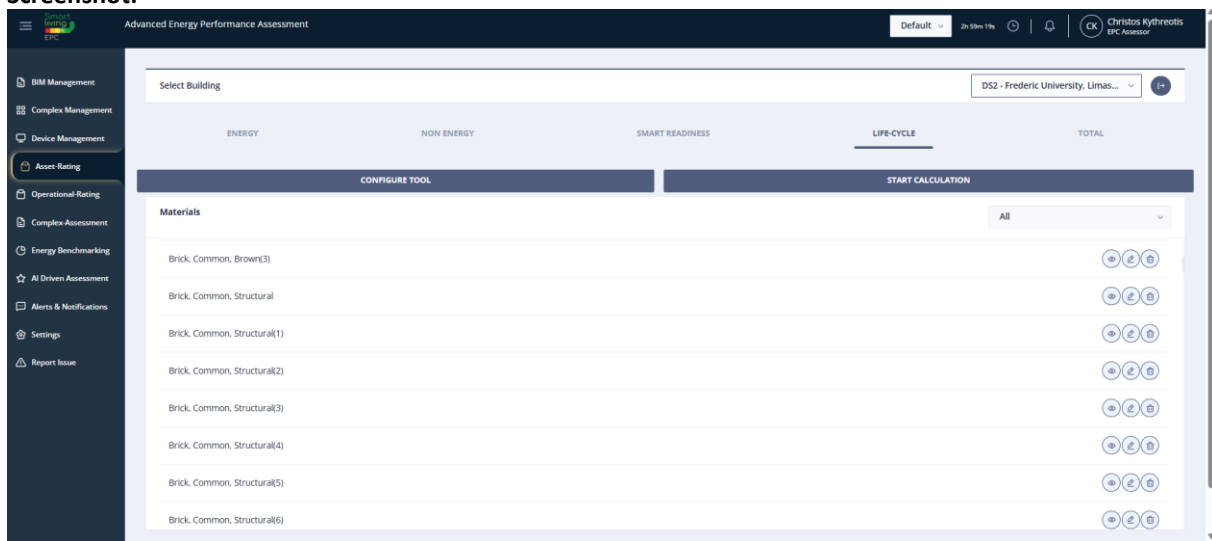 Screenshot:
Smart
living
EPC
Advanced Energy Performance Assessment
Default
2h 59m 19s
CK
Christos Kythreotis
EPC Assessor
BIM Management
Complex Management
Device Management
Asset-Rating
Operational-Rating
Complex-Assessment
Energy Benchmarking
AI Driven Assessment
Alerts & Notifications
Settings
Report Issue
Select Building
DS2 - Frederic University, Limas...
ENERGY
NON ENERGY
SMART READINESS
LIFE-CYCLE
TOTAL
CONFIGURE TOOL
START CALCULATION
Materials
All
Brick, Common, Brown(3)
Brick, Common, Structural
Brick, Common, Structural(1)
Brick, Common, Structural(2)
Brick, Common, Structural(3)
Brick, Common, Structural(4)
Brick, Common, Structural(5)
Brick, Common, Structural(6)